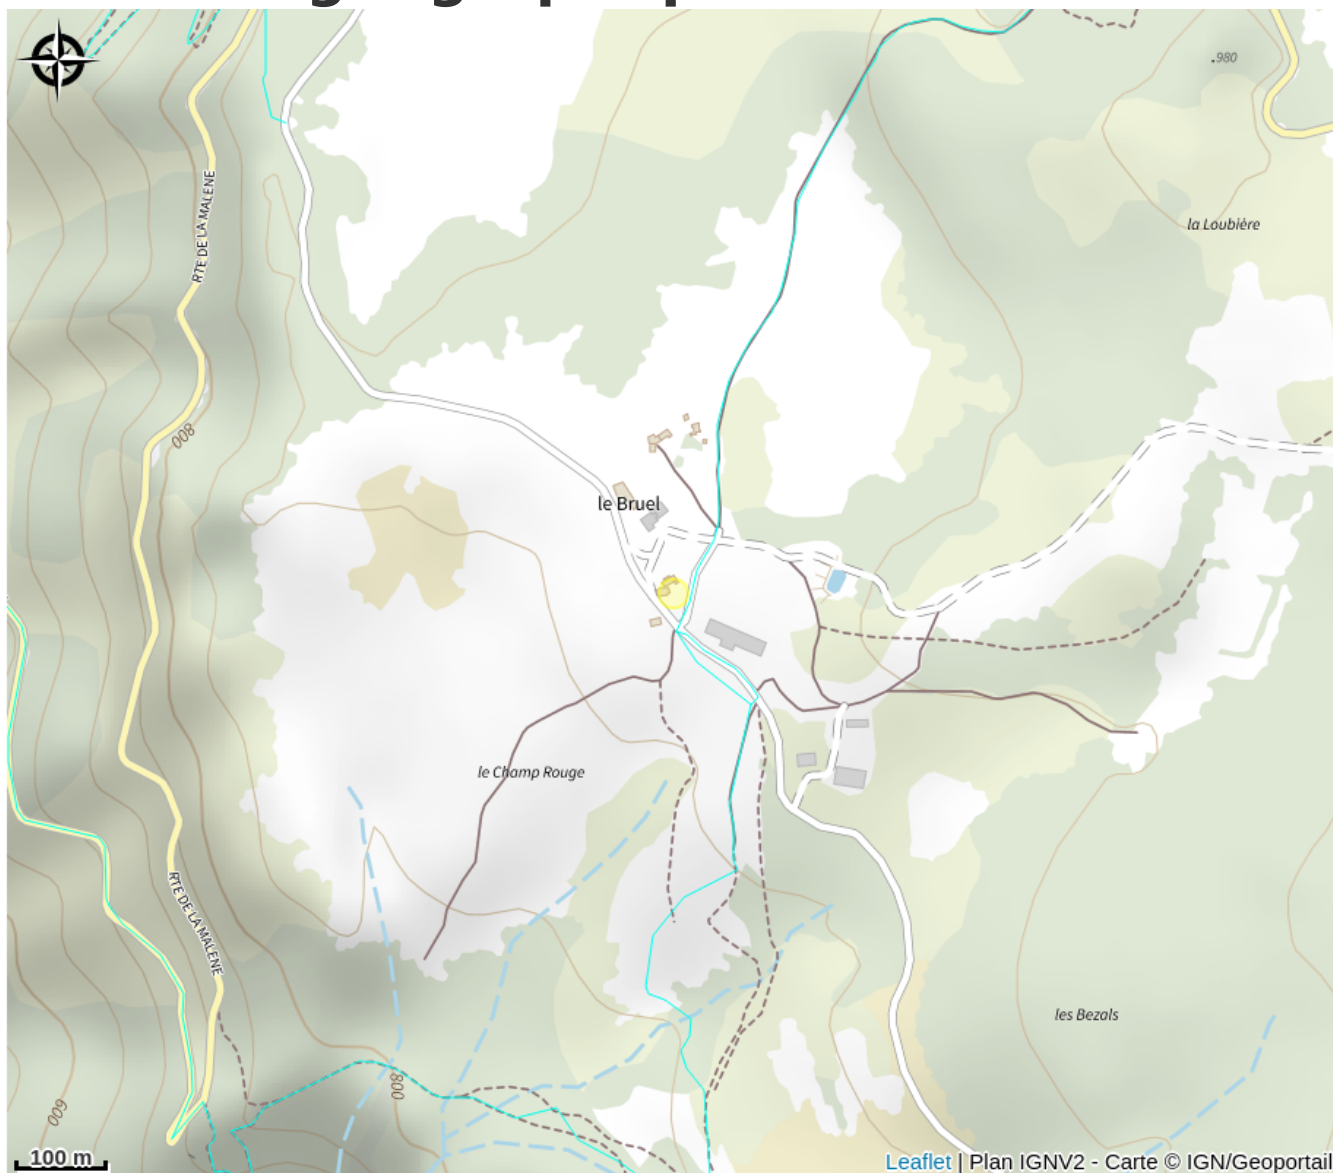 .980
RTE DE LA MALENE
la Loubière
800
le Bruel
le Champ Rouge
RTE DE LA MALENE
les Bezals
800
600
100 m
Leaflet | Plan IGNV2 - Carte © IGN/Geoportail